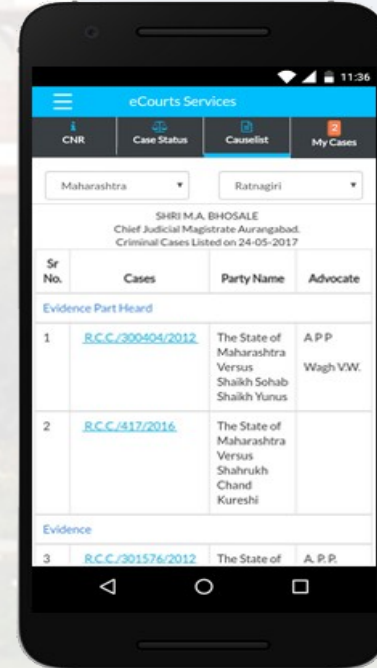 11:36
eCourts Services
CNR Case Status Causelist 2 My Cases
Maharashtra Ratnagiri
SHRI M.A. BHOSALE
Chief Judicial Magistrate Aurangabad.
Criminal Cases Listed on 24-05-2017
Sr No. Cases Party Name Advocate
Evidence Part Heard
1 R.C.C./300404/2012 The State of A P P
Maharashtra
Versus Wagh V.W.
Shaikh Sohab
Shaikh Yunus
2 R.C.C./417/2016 The State of
Maharashtra
Versus
Shahrukh
Chand
Kureshi
Evidence
3 R.C.C./301576/2012 The State of A. P. P.